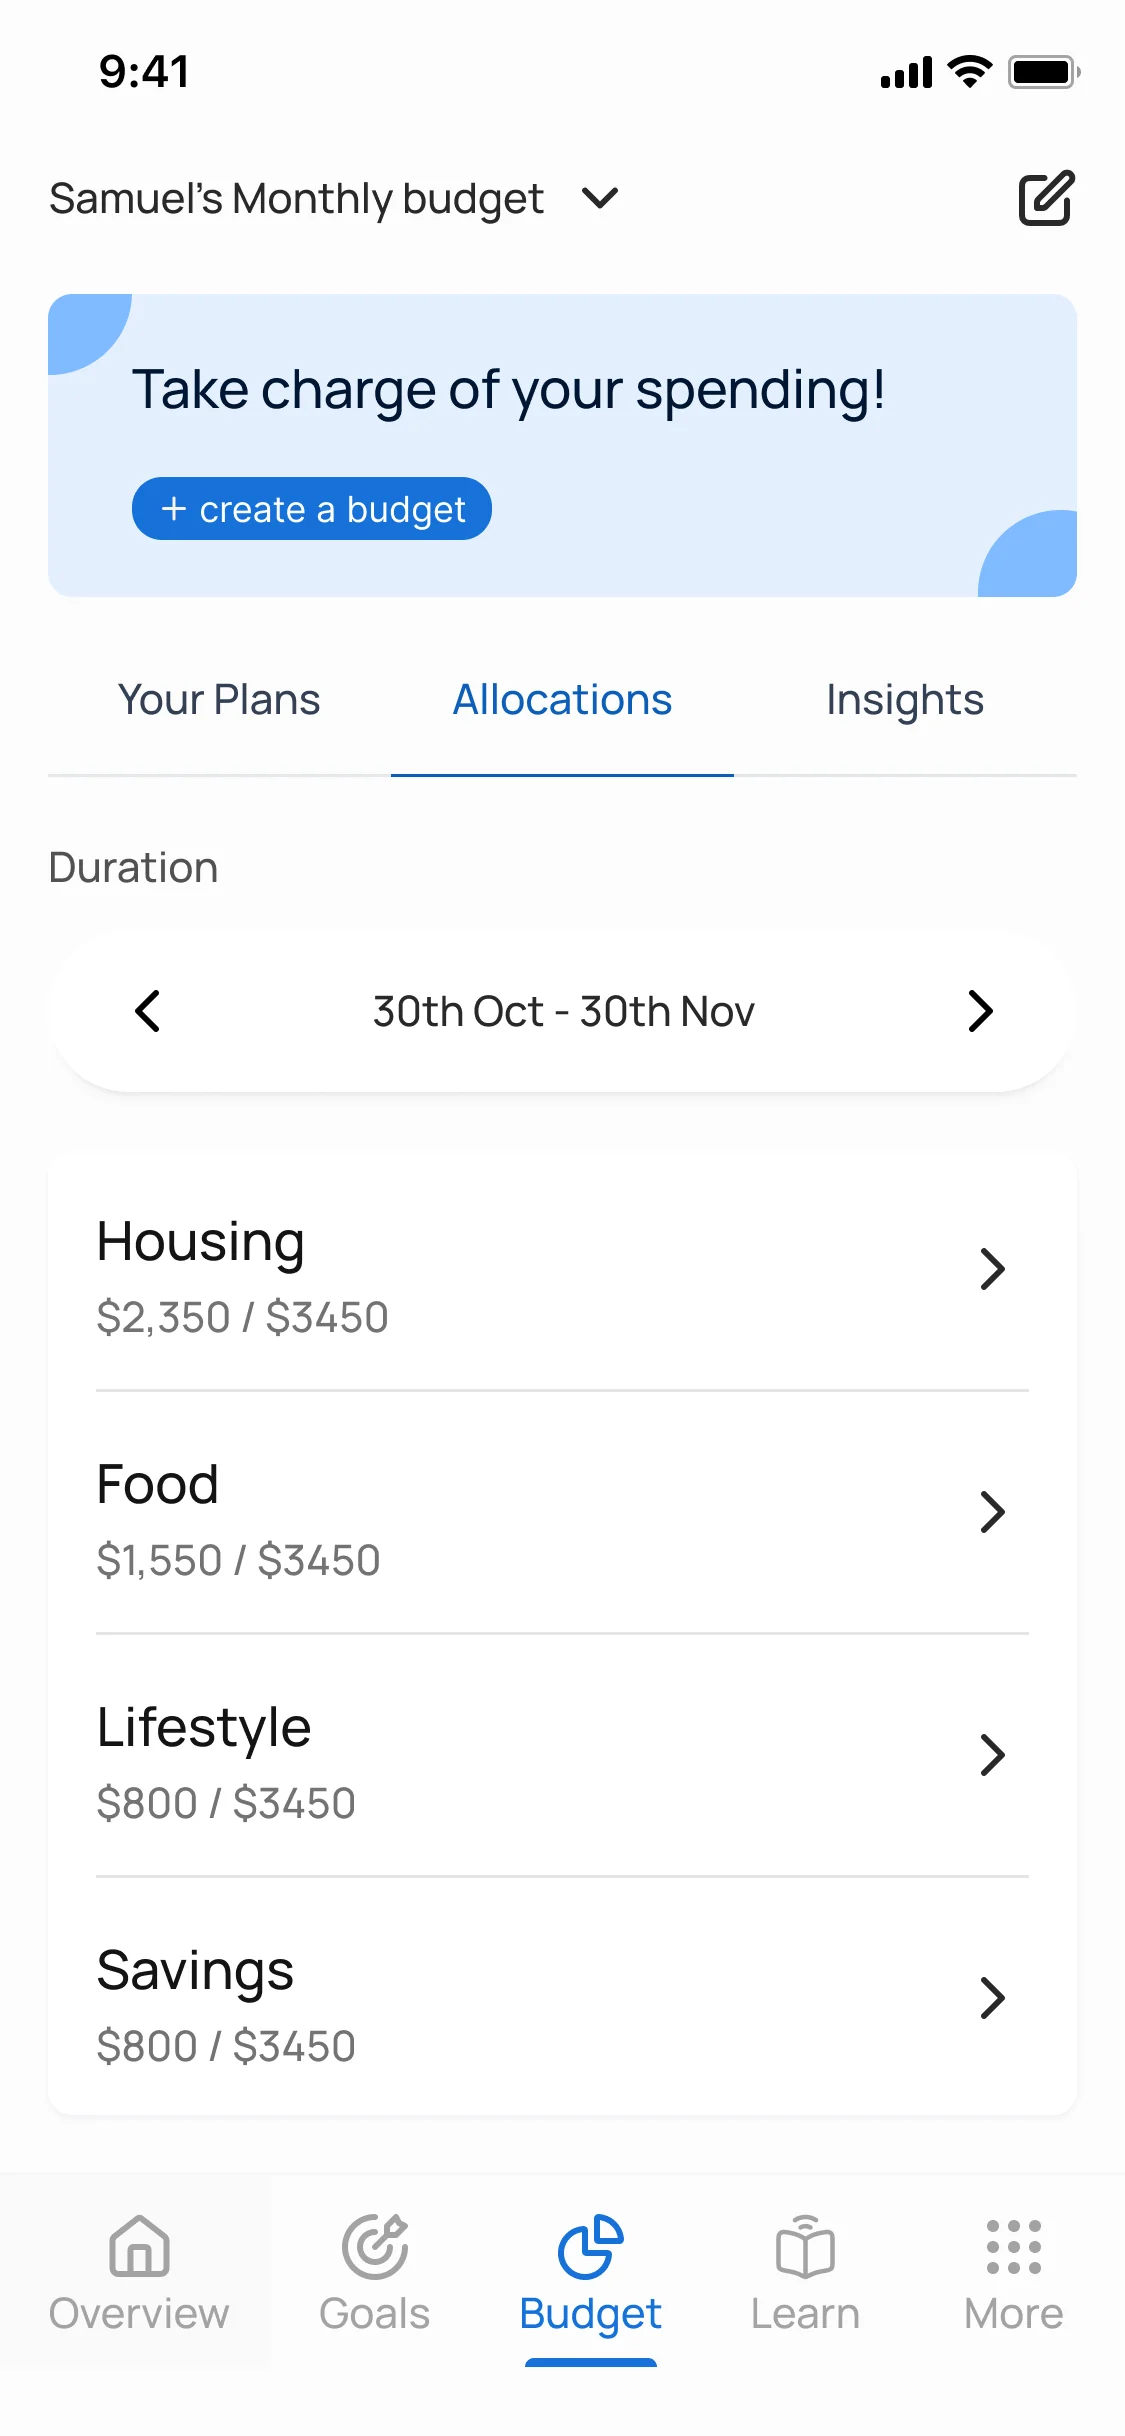 9:41
Samuel's Monthly budget
Take charge of your spending!
+ create a budget
Your Plans
Allocations
Insights
Duration
30th Oct - 30th Nov
Housing
$2,350 / $3450
Food
$1,550 / $3450
Lifestyle
$800 / $3450
Savings
$800 / $3450
Overview
Goals
Budget
Learn
More